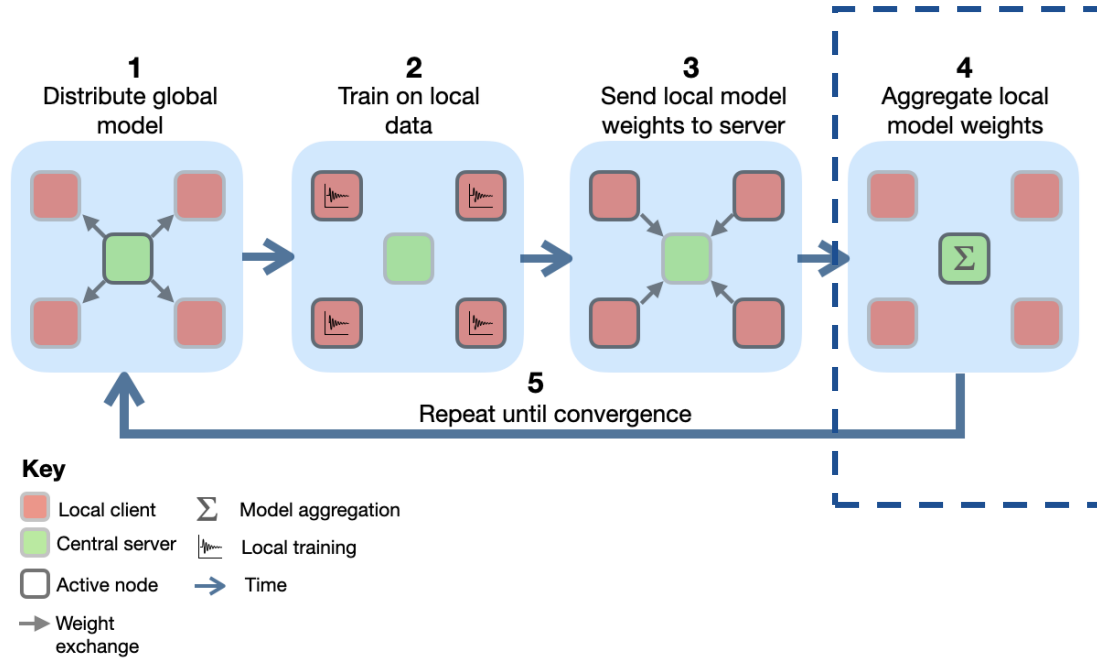 1
Distribute global
model
2
Train on local
data
3
Send local model
weights to server
4
Aggregate local
model weights
Σ
5
Repeat until convergence
Key
Local client
Central server
Active node
Weight
exchange
Σ Model aggregation
Local training
Time